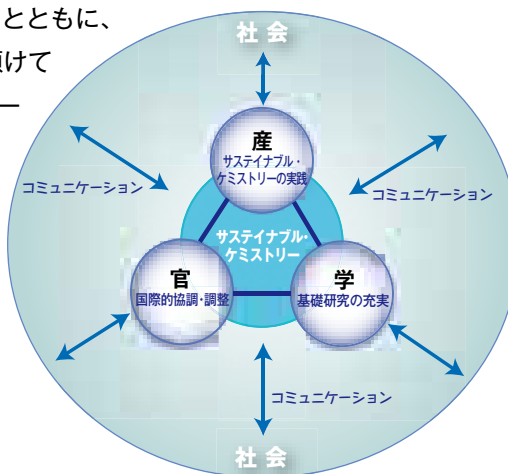 とともに、
傾けて
社会
産
サステイナブル・
ケミストリーの実践
コミュニケーション
コミュニケーション
サステイナブル・
ケミストリー
官
国際的協調・調整
学
基礎研究の充実
コミュニケーション
社会